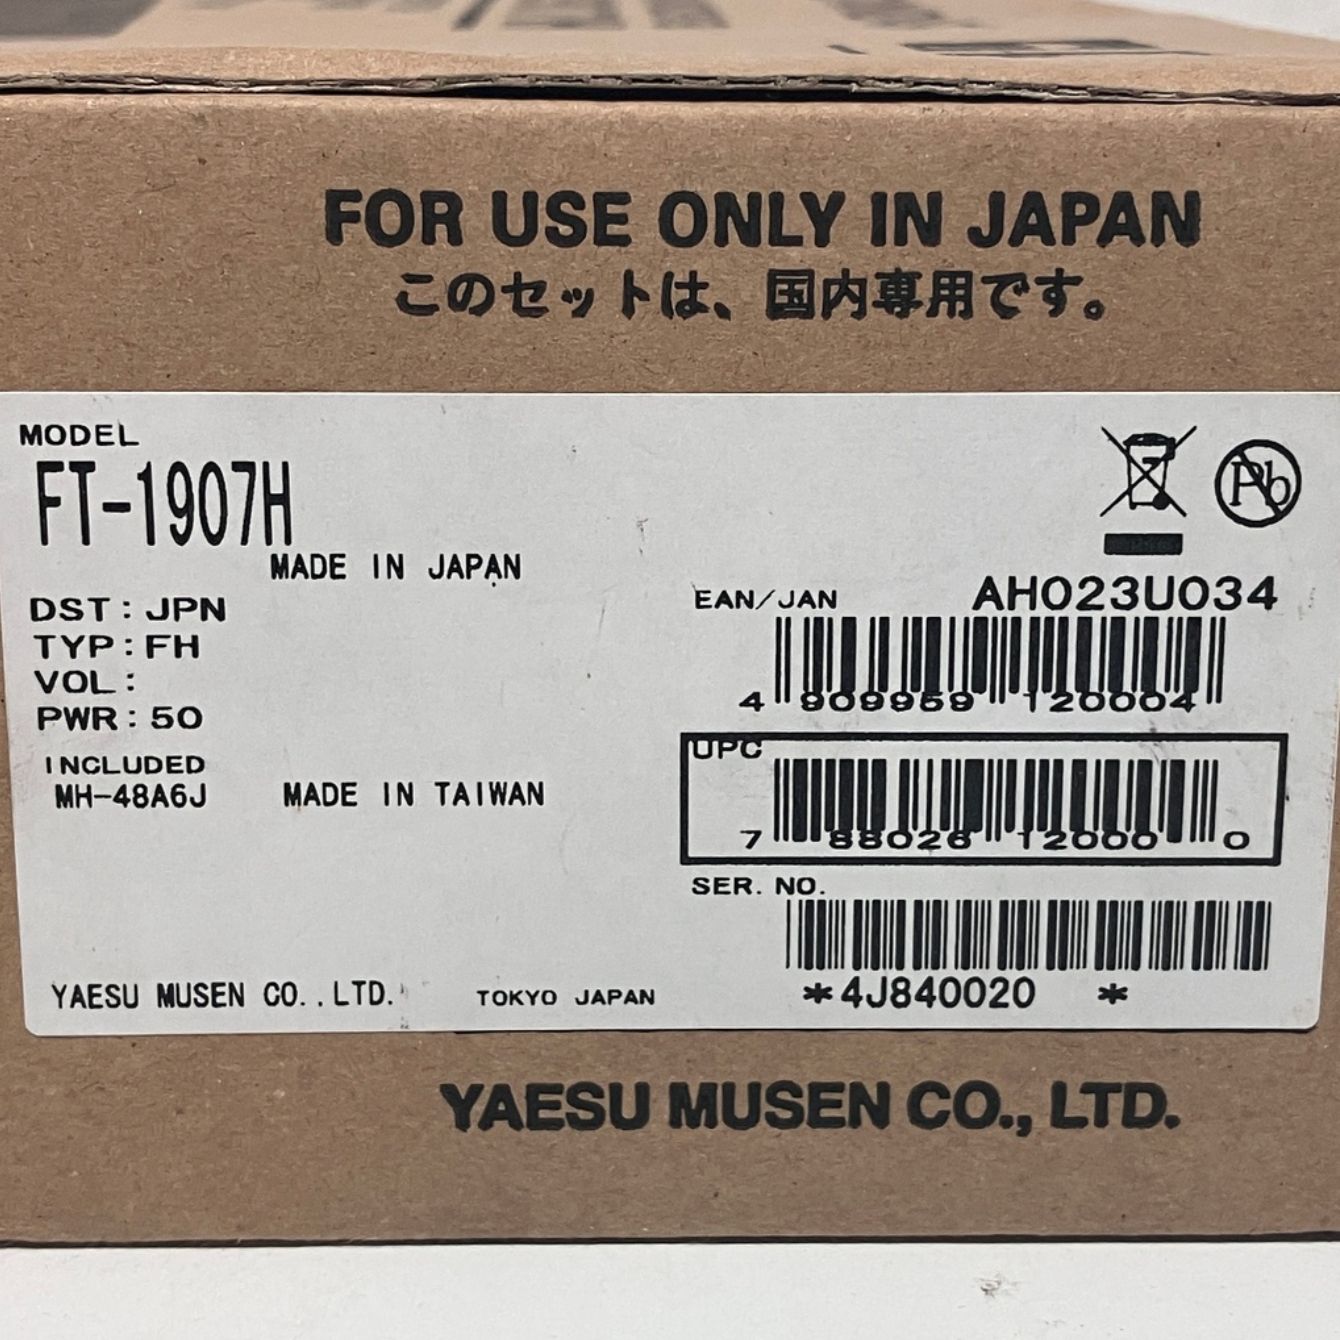 FOR USE ONLY IN JAPAN
このセットは、国内専用です。
MODEL
FT-1907H
MADE IN JAPAN
DST: JPN
TYP: FH
VOL:
PWR: 50
INCLUDED
MH-48A6J MADE IN TAIWAN
Pb
EAN/JAN AH023U034
4 909959 120004
UPC
7 88026 12000 0
SER. NO.
*4J840020 *
YAESU MUSEN CO.,LTD. TOKYO JAPAN
YAESU MUSEN CO., LTD.